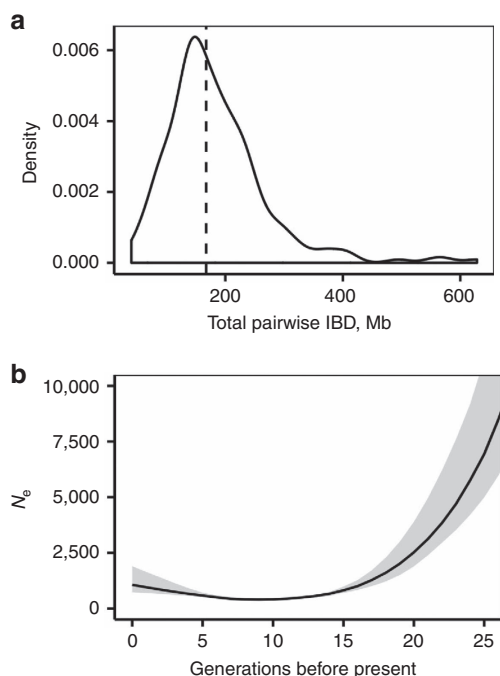 a
0.006
0.004
0.002
0.000
Density
200 400 600
Total pairwise IBD, Mb
b
10,000
7,500
5,000
2,500
0
Ne
0 5 10 15 20 25
Generations before present